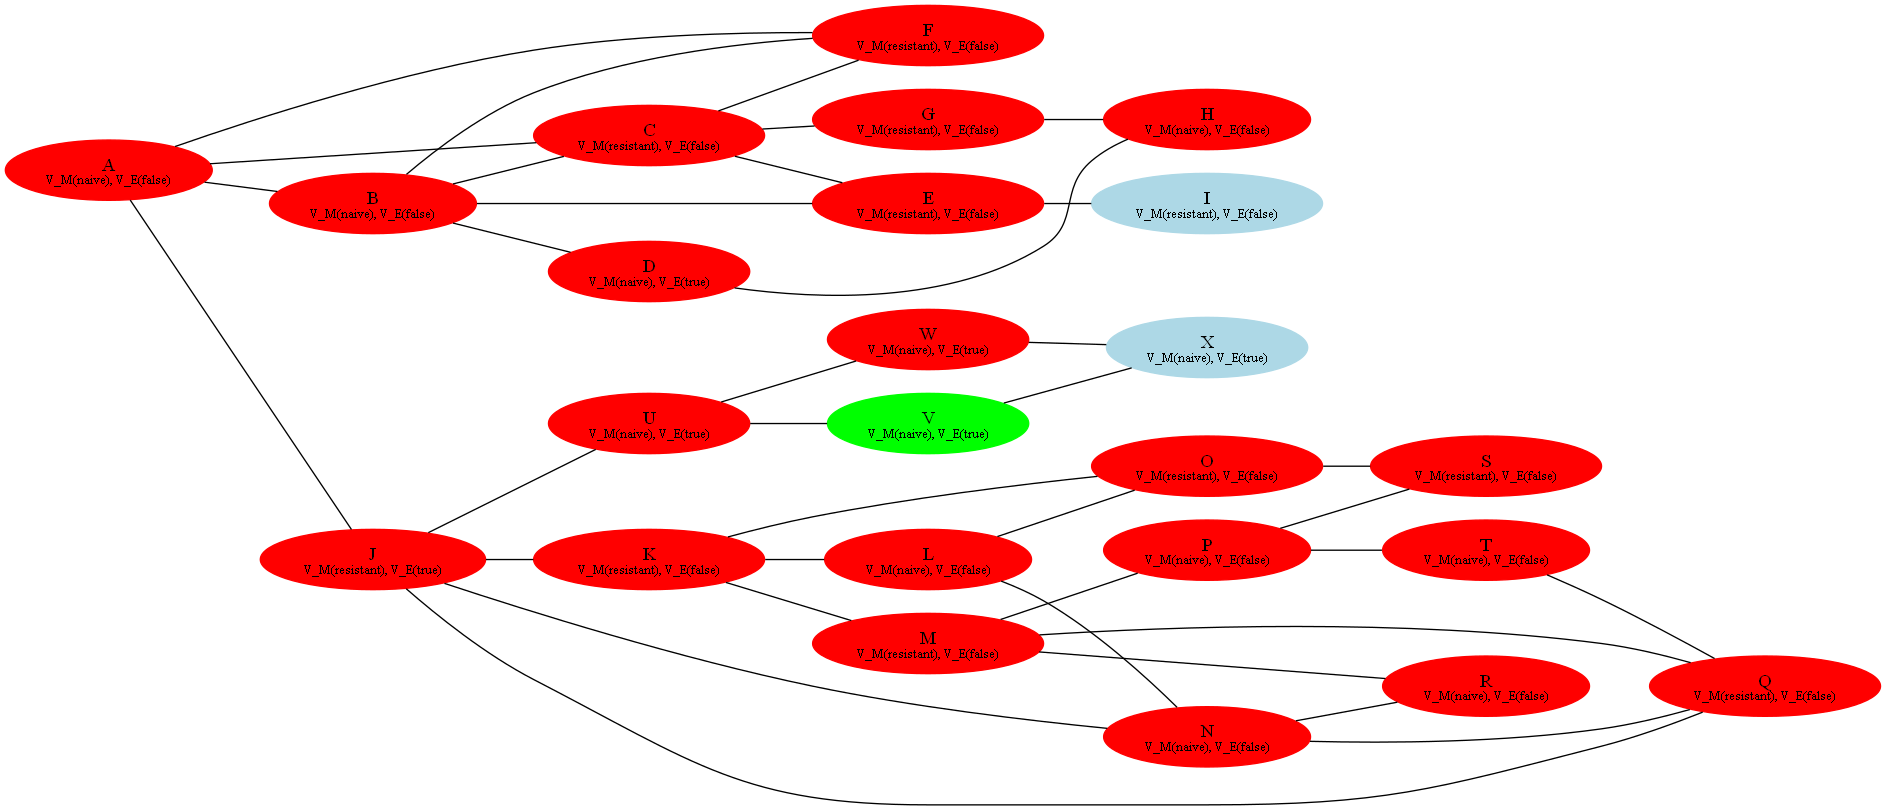 F
V_M(resistant), V_E(false)
G
V_M(resistant), V_E(false)
H
V_M(naive), V_E(false)
C
V_M(resistant), V_E(false)
A
V_M(naive), V_E(false)
B
V_M(naive), V_E(false)
E
V_M(resistant), V_E(false)
I
V_M(resistant), V_E(false)
D
V_M(naive), V_E(true)
W
V_M(naive), V_E(true)
X
V_M(naive), V_E(true)
U
V_M(naive), V_E(true)
V
V_M(naive), V_E(true)
O
V_M(resistant), V_E(false)
S
V_M(resistant), V_E(false)
J
V_M(resistant), V_E(true)
K
V_M(resistant), V_E(false)
L
V_M(naive), V_E(false)
P
V_M(naive), V_E(false)
T
V_M(naive), V_E(false)
M
V_M(resistant), V_E(false)
R
V_M(naive), V_E(false)
Q
V_M(resistant), V_E(false)
N
V_M(naive), V_E(false)